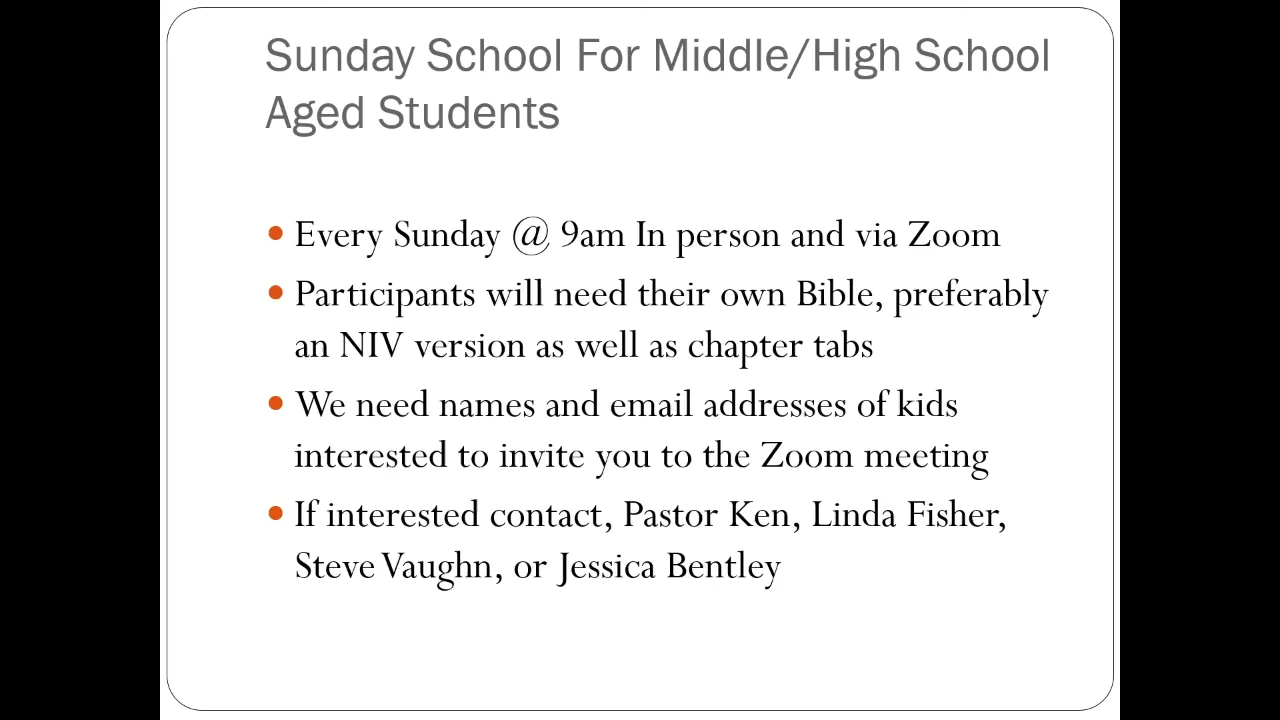 Sunday School For Middle/High School
Aged Students
• Every Sunday @ 9am In person and via Zoom
• Participants will need their own Bible, preferably
an NIV version as well as chapter tabs
• We need names and email addresses of kids
interested to invite you to the Zoom meeting
• If interested contact, Pastor Ken, Linda Fisher,
Steve Vaughn, or Jessica Bentley